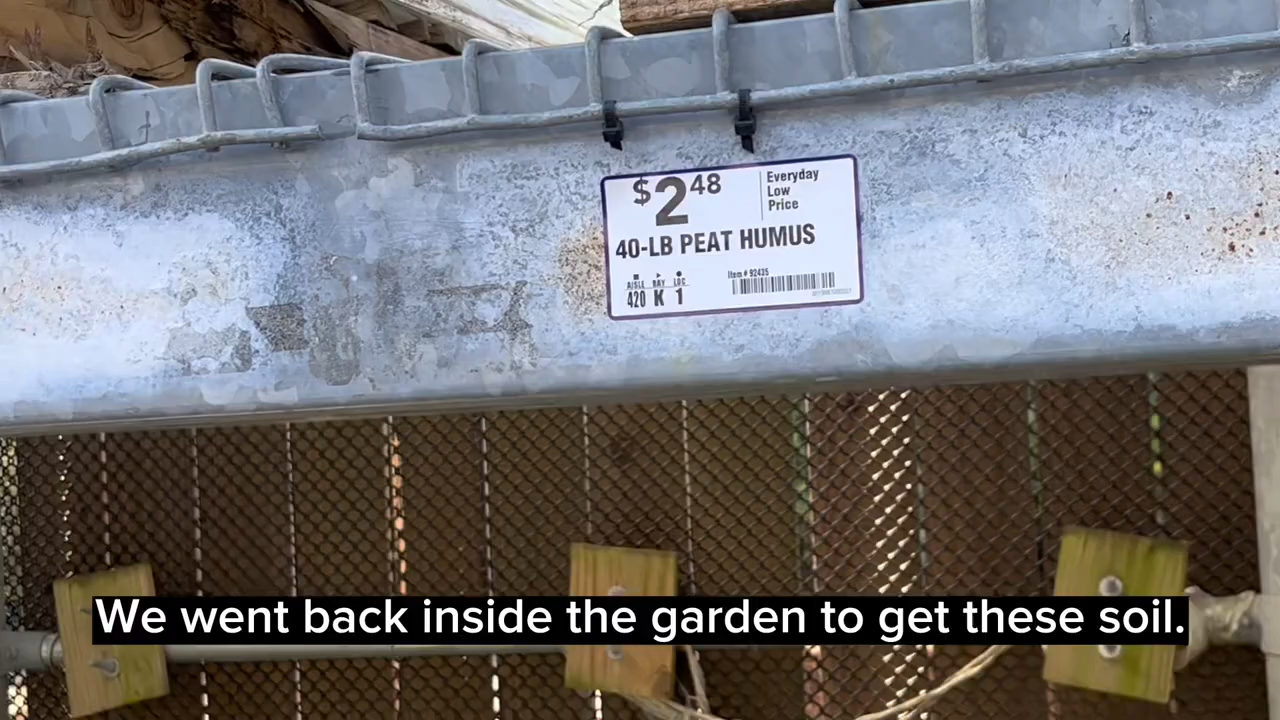 $2 48
Everyday
Low
Price
40-LB PEAT HUMUS
AISLE BAY LOC
420 K 1
Item # 92435
We went back inside the garden to get these soil.